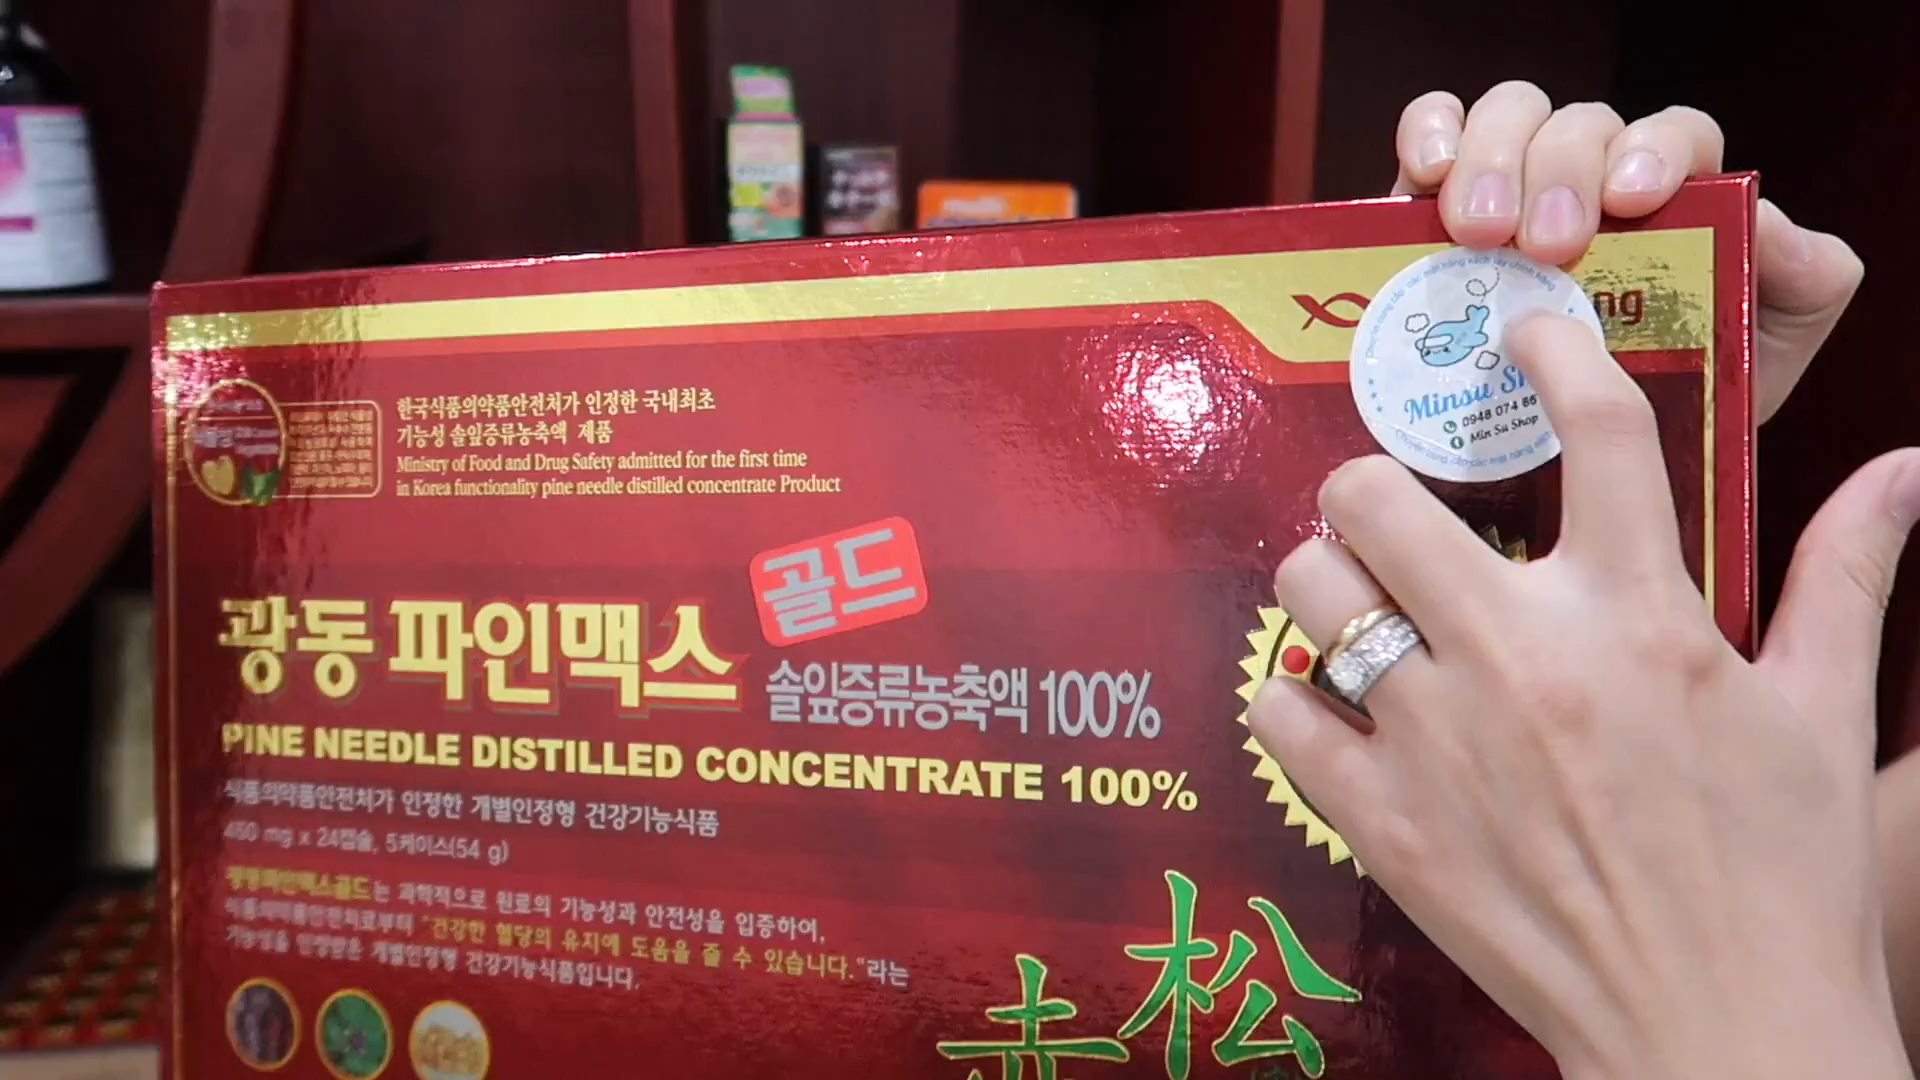 한국식품의약품안전처가 인정한 국내최초
기능성 솔잎증류농축액 제품
Ministry of Food and Drug Safety admitted for the first time
in Korea functionality pine needle distilled concentrate Product
ng
Minsu Sh
0948 074 66
Min Su Shop
골드
광동 파인맥스
솔잎증류농축액 100%
PINE NEEDLE DISTILLED CONCENTRATE 100%
식품의약품안전처가 인정한 개별인정형 건강기능식품
450 mg x 24캡슐, 5케이스(54 g)
광동파인맥스골드는 과학적으로 원료의 기능성과 안전성을 입증하여,
식품의약품안전처로부터 "건강한 혈당의 유지에 도움을 줄 수 있습니다."라는
기능성을 인정받은 개별인정형 건강기능식품입니다.
赤松